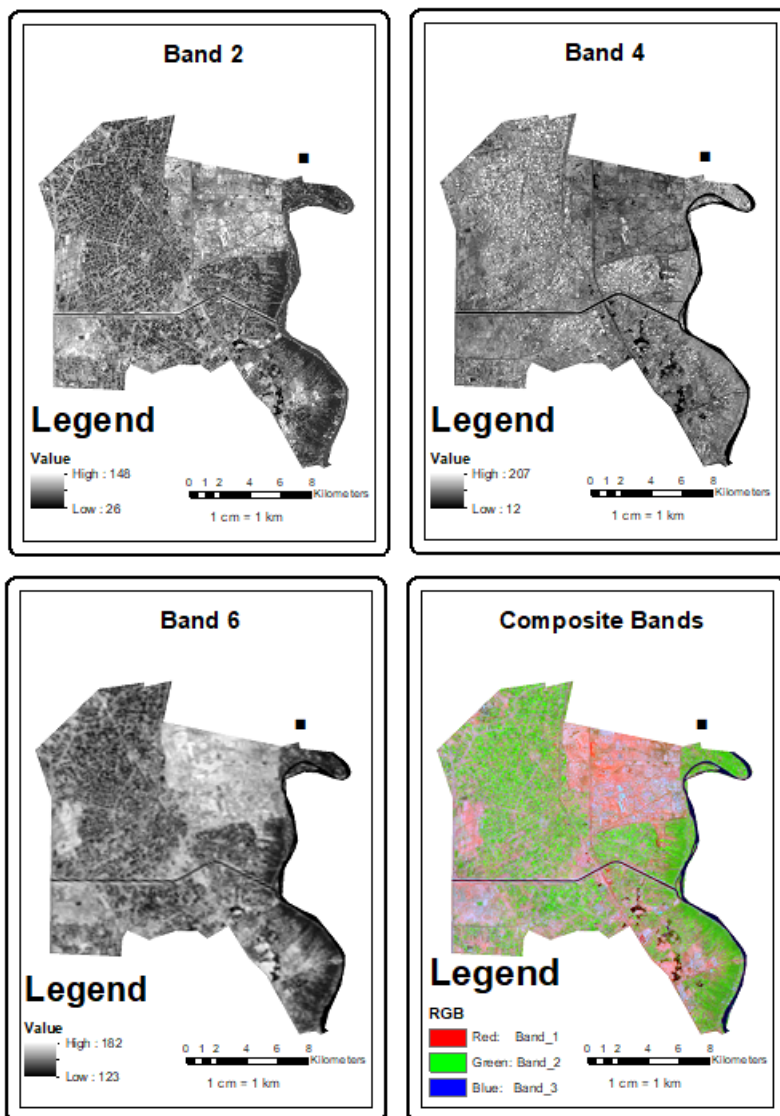 Band 2
Legend
Value
High : 148
Low : 26
0 1 2 4 6 8
Kilometers
1 cm = 1 km
Band 4
Legend
Value
High : 207
Low : 12
0 1 2 4 6 8
Kilometers
1 cm = 1 km
Band 6
Legend
Value
High : 182
Low : 123
0 1 2 4 6 8
Kilometers
1 cm = 1 km
Composite Bands
Legend
RGB
Red: Band_1
Green: Band_2
Blue: Band_3
0 1 2 4 6 8
Kilometers
1 cm = 1 km